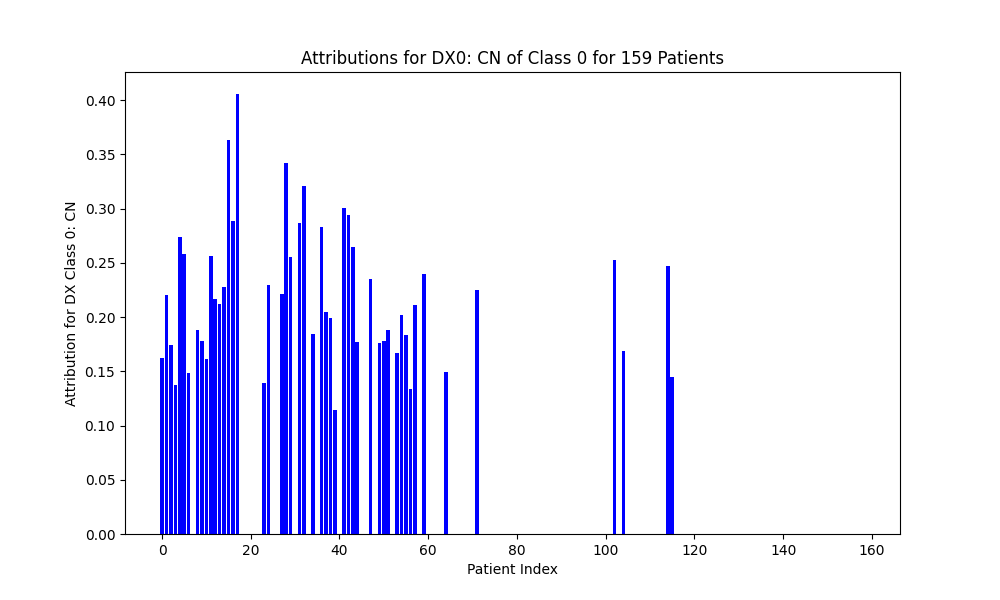 Attributions for DX0: CN of Class 0 for 159 Patients
Attribution for DX Class 0: CN
0.40
0.35
0.30
0.25
0.20
0.15
0.10
0.05
0.00
0 20 40 60 80 100 120 140 160
Patient Index